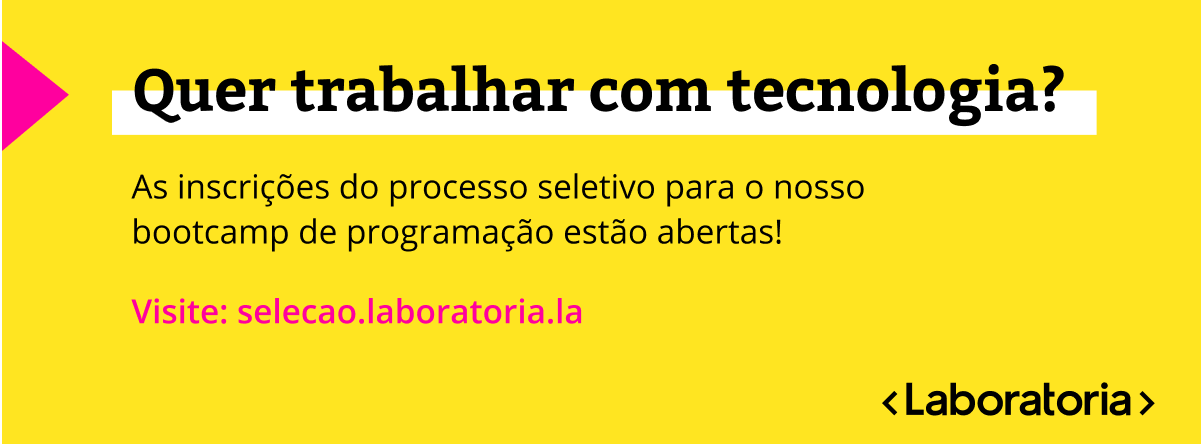 Quer trabalhar com tecnologia?
As inscrições do processo seletivo para o nosso
bootcamp de programação estão abertas!
Visite: selecao.laboratoria.la
<Laboratoria>